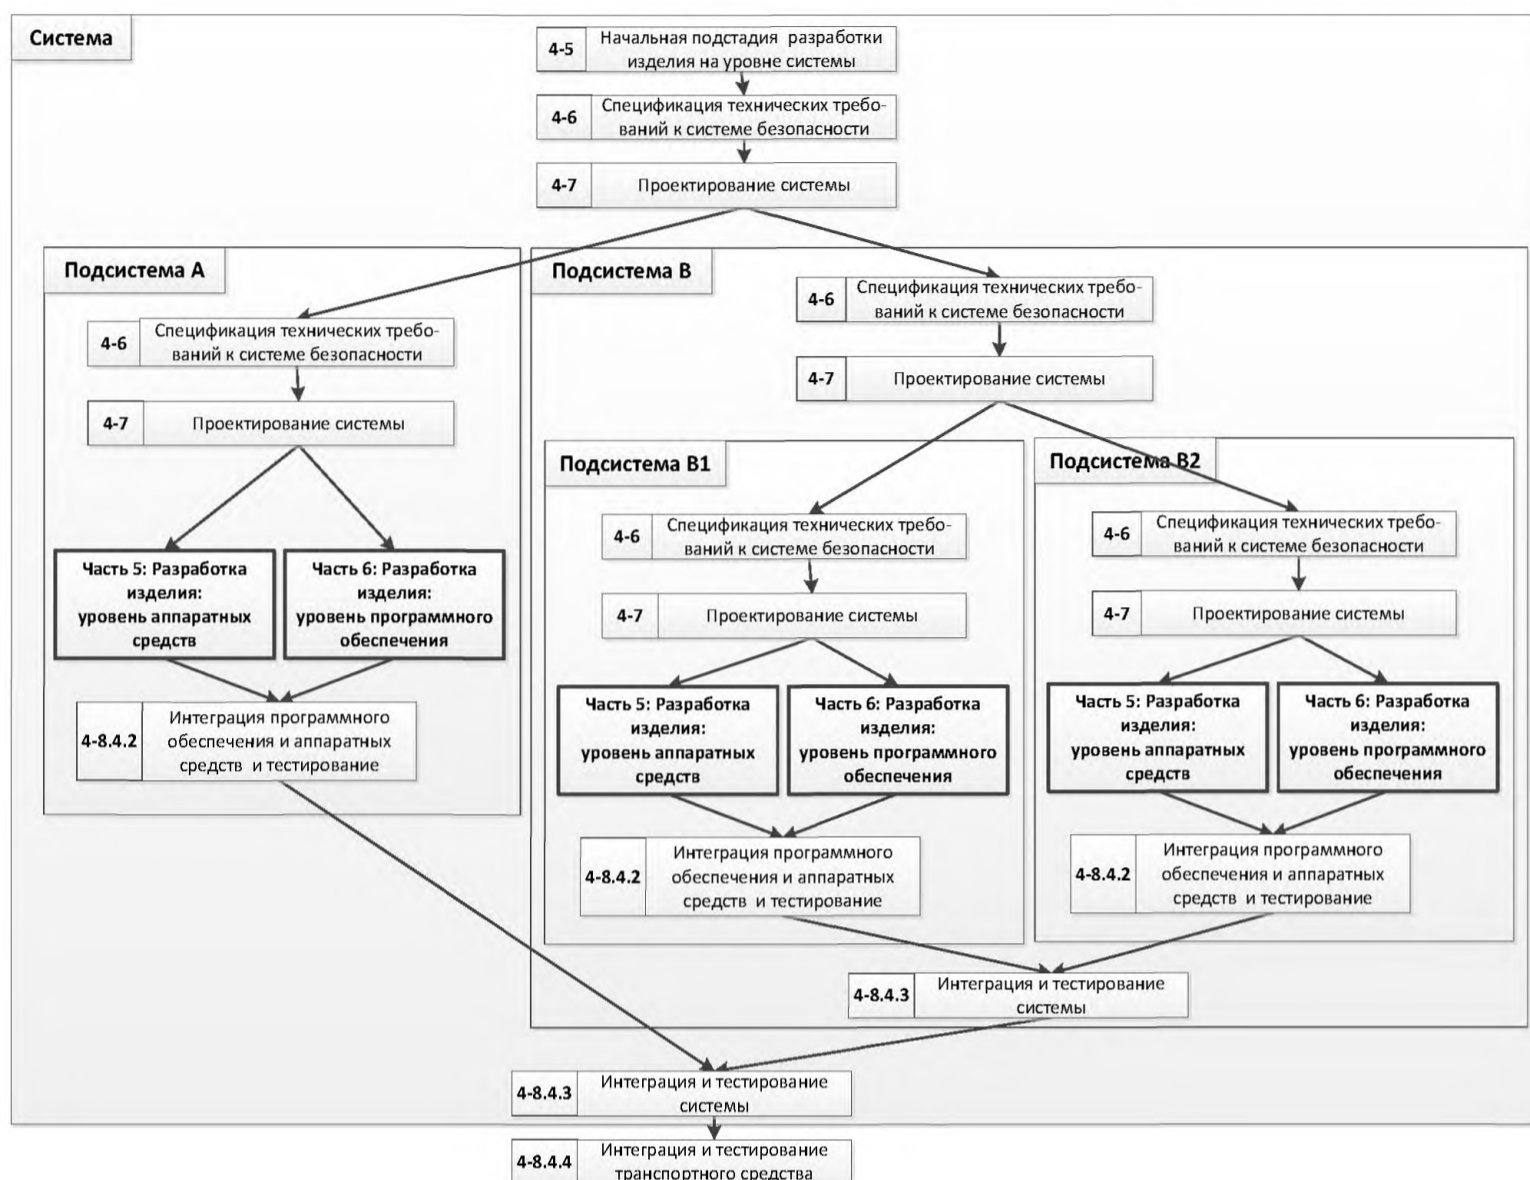 Система
4-5
Начальная подстадия разработки
изделия на уровне системы
4-6
Спецификация технических требо-
ваний к системе безопасности
4-7
Проектирование системы
Подсистема А
4-6
Спецификация технических требо-
ваний к системе безопасности
4-7
Проектирование системы
Часть 5: Разработка
изделия:
уровень аппаратных
средств
Часть 6: Разработка
изделия:
уровень программного
обеспечения
4-8.4.2
Интеграция программного
обеспечения и аппаратных
средств и тестирование
Подсистема В
4-6
Спецификация технических требо-
ваний к системе безопасности
4-7
Проектирование системы
Подсистема В1
4-6
Спецификация технических требо-
ваний к системе безопасности
4-7
Проектирование системы
Часть 5: Разработка
изделия:
уровень аппаратных
средств
Часть 6: Разработка
изделия:
уровень программного
обеспечения
4-8.4.2
Интеграция программного
обеспечения и аппаратных
средств и тестирование
Подсистема В2
4-6
Спецификация технических требо-
ваний к системе безопасности
4-7
Проектирование системы
Часть 5: Разработка
изделия:
уровень аппаратных
средств
Часть 6: Разработка
изделия:
уровень программного
обеспечения
4-8.4.2
Интеграция программного
обеспечения и аппаратных
средств и тестирование
4-8.4.3
Интеграция и тестирование
системы
4-8.4.3
Интеграция и тестирование
системы
4-8.4.4
Интеграция и тестирование
транспортного средства